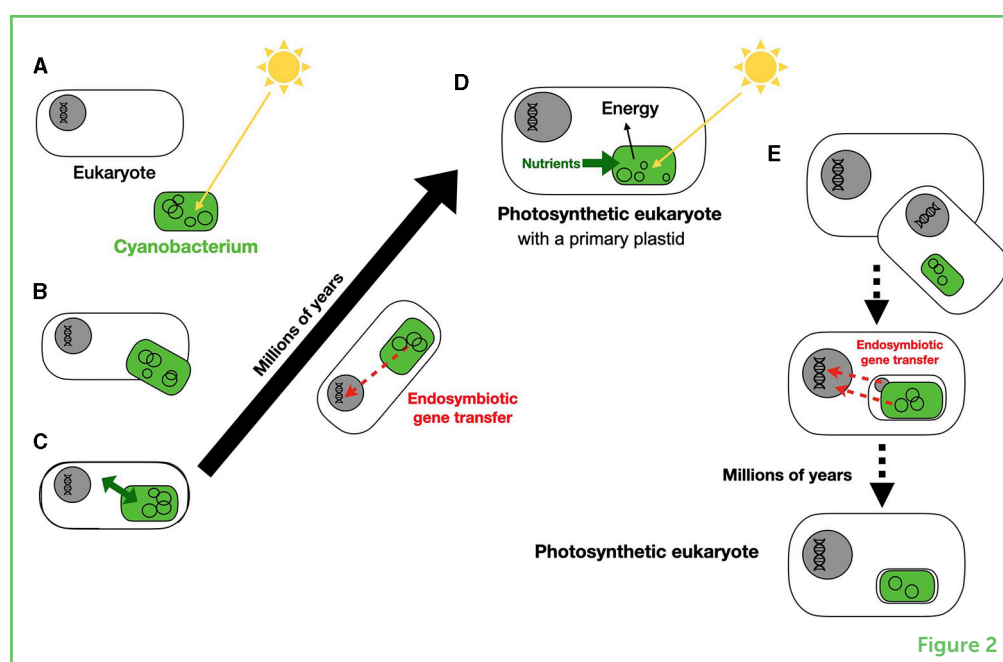 A
Eukaryote
Cyanobacterium
B
C
Millions of years
Endosymbiotic
gene transfer
D
Energy
Nutrients
Photosynthetic eukaryote
with a primary plastid
E
Endosymbiotic
gene transfer
Millions of years
Photosynthetic eukaryote
Figure 2